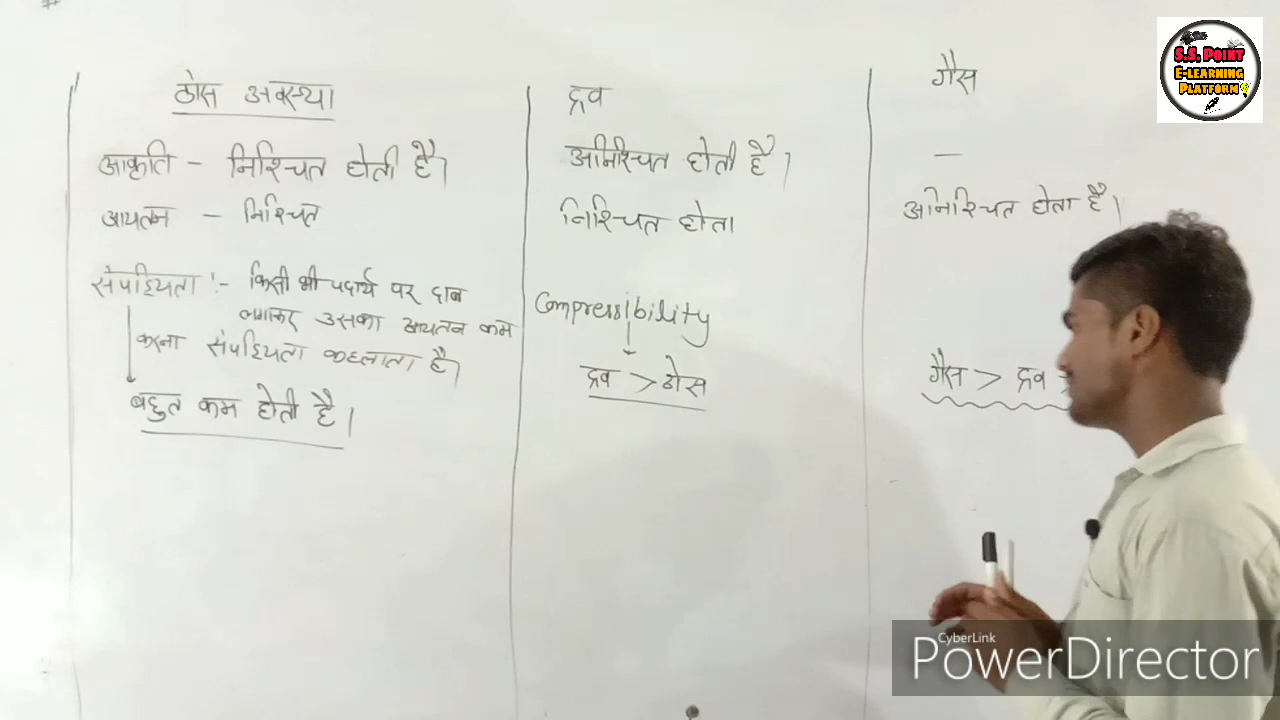 ठोस अवस्था
आकृति - निश्चित होती है।
आयतन - निश्चित
संपीड्यता :- किसी भी पदार्थ पर दाब
लगाकर उसका आयतन कम
करना संपीड्यता कहलाता है।
बहुत कम होती है।
द्रव
अनिश्चित होती है।
निश्चित होता
Compressibility
द्रव > ठोस
गैस
—
अनिश्चित होता है।
गैस > द्रव >
S.S. POINT
E-LEARNING
PLATFORM
CyberLink
PowerDirector